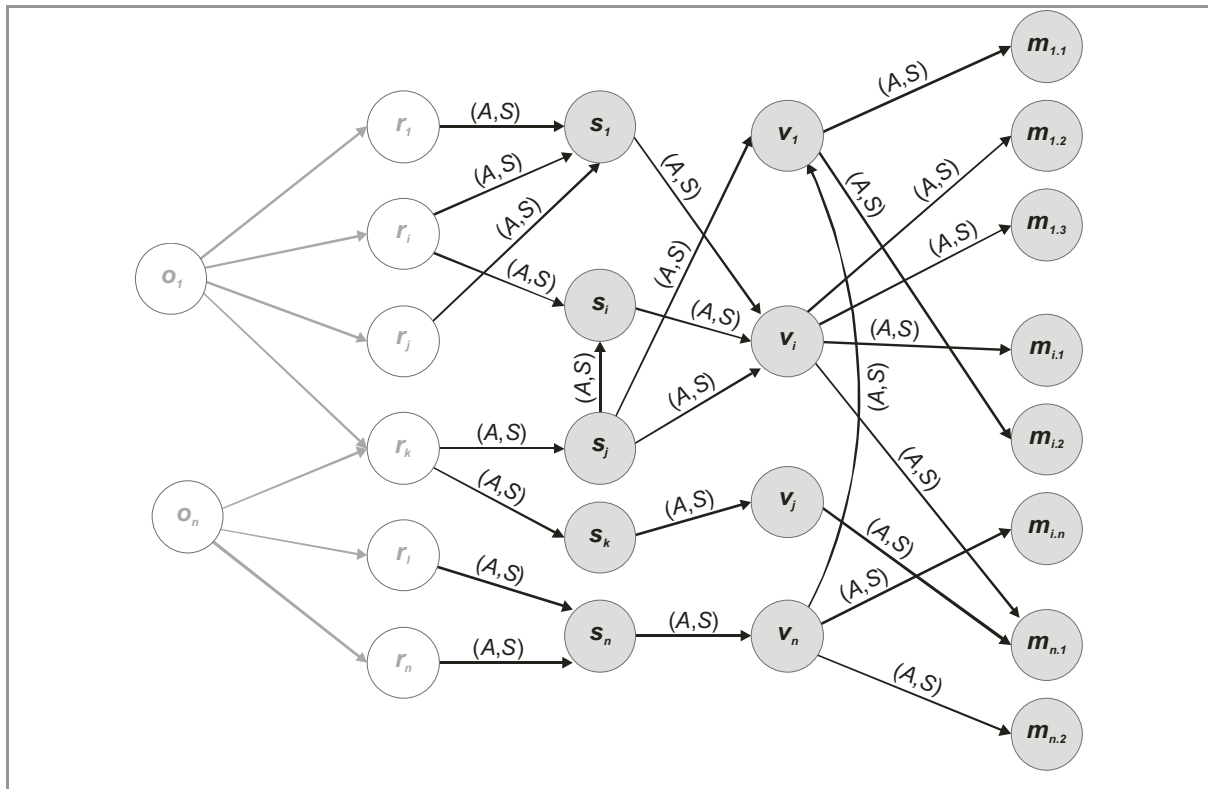 o₁
oₙ
r₁
rᵢ
rⱼ
rₖ
rₗ
rₙ
(A,S)
(A,S)
(A,S)
(A,S)
(A,S)
(A,S)
(A,S)
(A,S)
s₁
sᵢ
sⱼ
sₖ
sₙ
(A,S)
(A,S)
(A,S)
(A,S)
(A,S)
(A,S)
(A,S)
v₁
vᵢ
vⱼ
vₙ
(A,S)
(A,S)
(A,S)
(A,S)
(A,S)
(A,S)
(A,S)
(A,S)
(A,S)
(A,S)
m₁.₁
m₁.₂
m₁.₃
mᵢ.₁
mᵢ.₂
mᵢ.ₙ
mₙ.₁
mₙ.₂